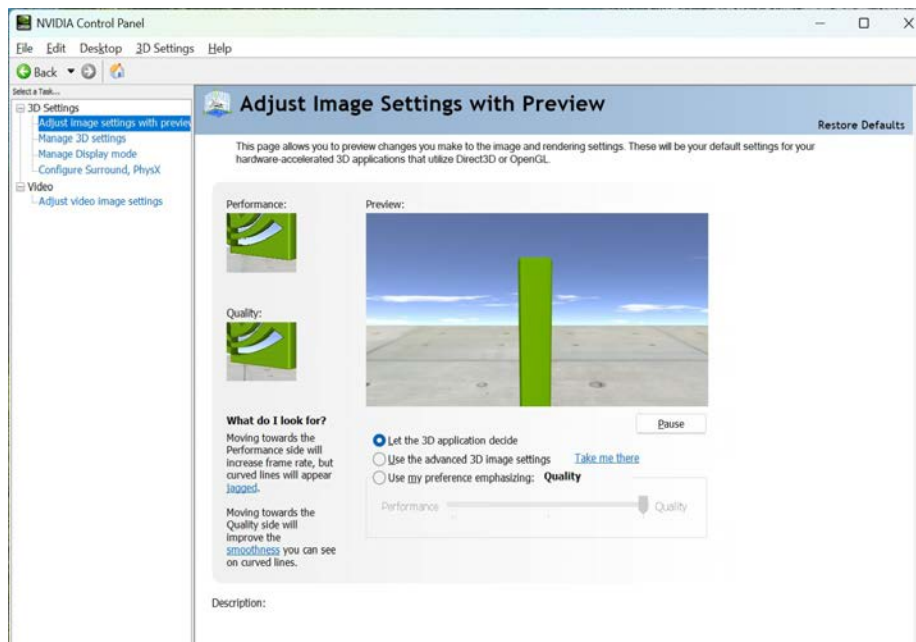 NVIDIA Control Panel
File Edit Desktop 3D Settings Help
Back
Select a Task...
3D Settings
Adjust image settings with preview
Manage 3D settings
Manage Display mode
Configure Surround, PhysX
Video
Adjust video image settings
Adjust Image Settings with Preview
Restore Defaults
This page allows you to preview changes you make to the image and rendering settings. These will be your default settings for your
hardware-accelerated 3D applications that utilize Direct3D or OpenGL.
Performance:
Quality:
What do I look for?
Moving towards the
Performance side will
increase frame rate, but
curved lines will appear
jagged.
Moving towards the
Quality side will
improve the
smoothness you can see
on curved lines.
Preview:
Pause
Let the 3D application decide
Use the advanced 3D image settings Take me there
Use my preference emphasizing: Quality
Performance Quality
Description: